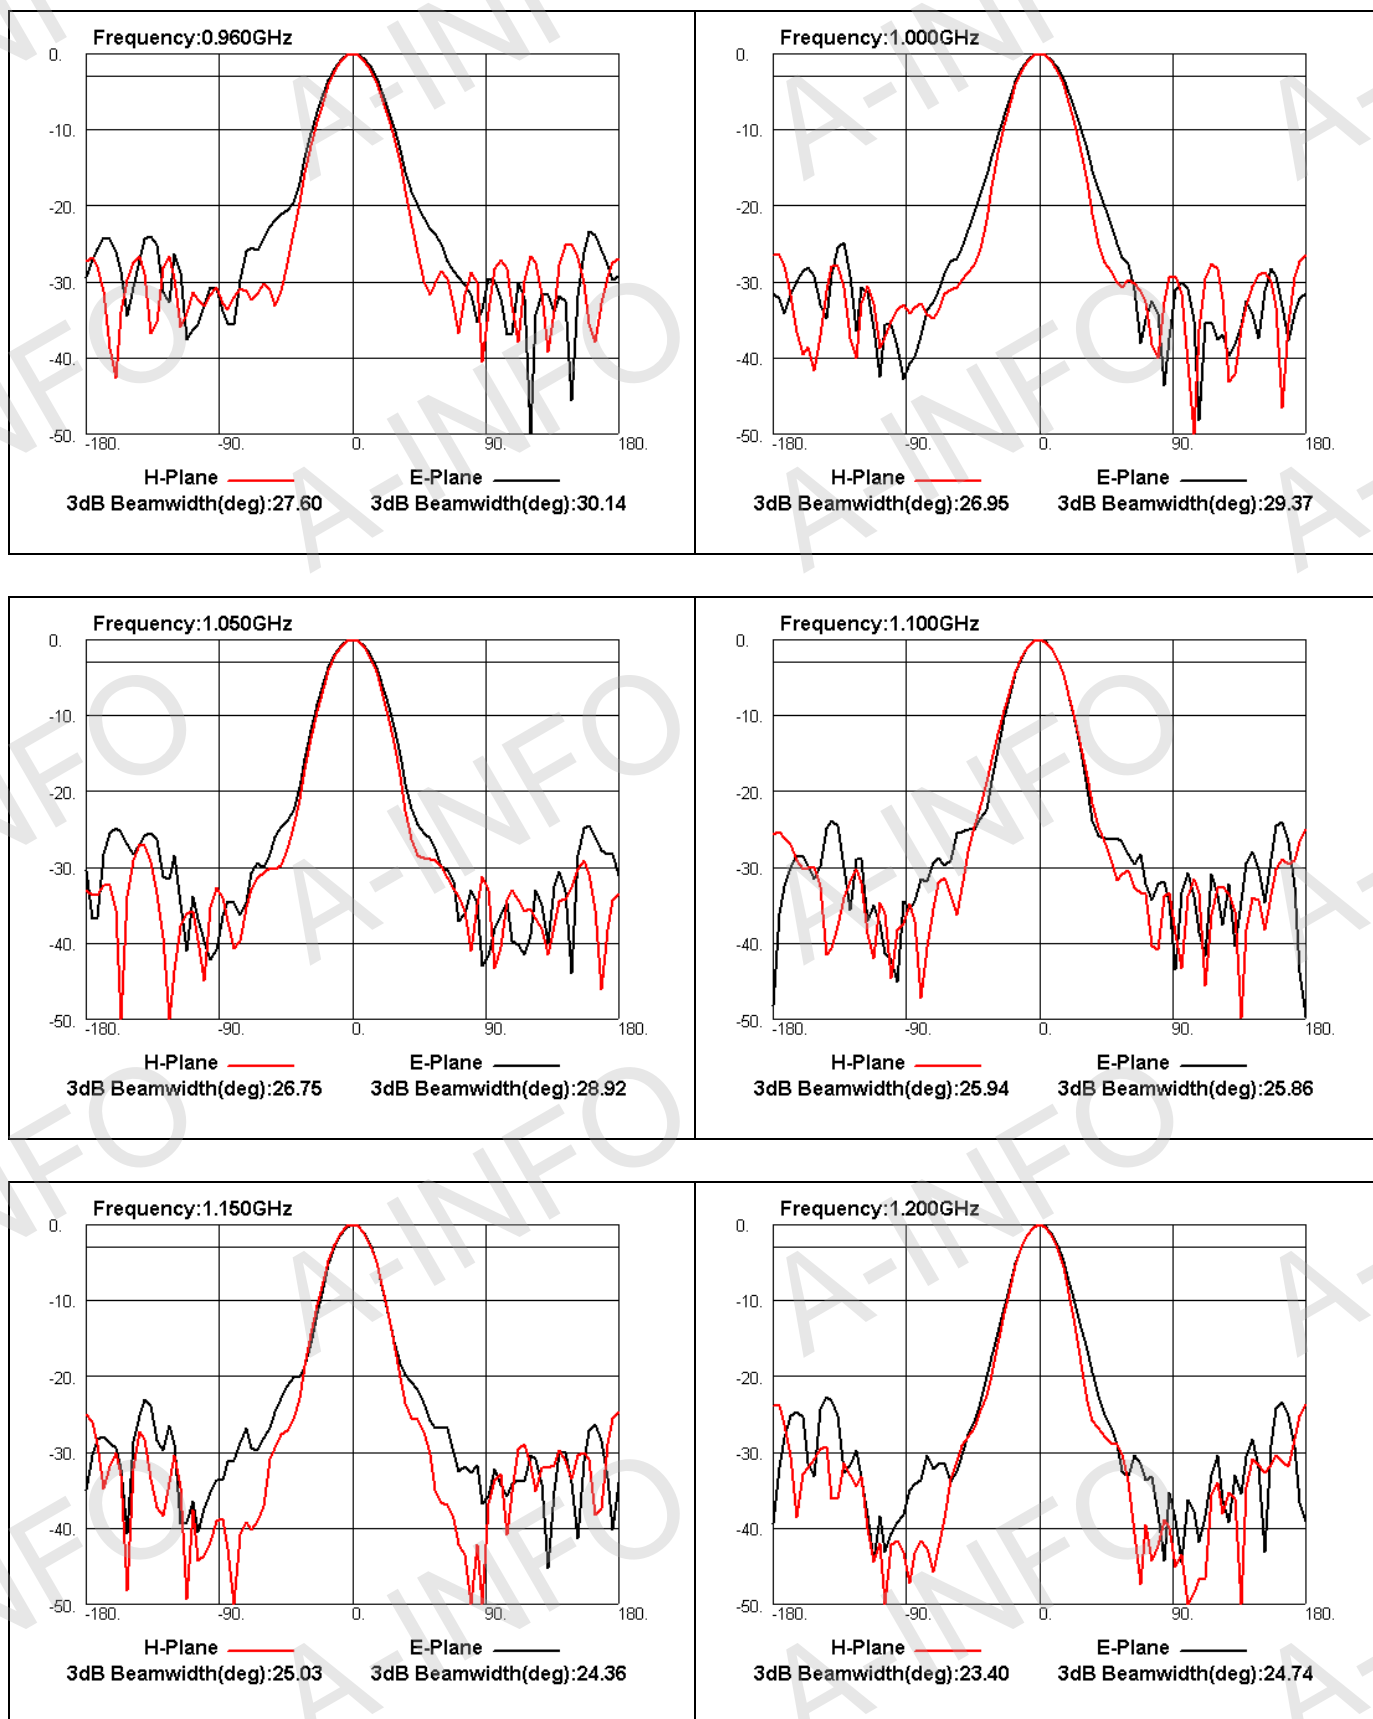 Frequency:0.960GHz
0.
-10.
-20.
-30.
-40.
-50.
-180. -90. 0. 90. 180.
H-Plane E-Plane
3dB Beamwidth(deg):27.60 3dB Beamwidth(deg):30.14
Frequency:1.000GHz
0.
-10.
-20.
-30.
-40.
-50.
-180. -90. 0. 90. 180.
H-Plane E-Plane
3dB Beamwidth(deg):26.95 3dB Beamwidth(deg):29.37
Frequency:1.050GHz
0.
-10.
-20.
-30.
-40.
-50.
-180. -90. 0. 90. 180.
H-Plane E-Plane
3dB Beamwidth(deg):26.75 3dB Beamwidth(deg):28.92
Frequency:1.100GHz
0.
-10.
-20.
-30.
-40.
-50.
-180. -90. 0. 90. 180.
H-Plane E-Plane
3dB Beamwidth(deg):25.94 3dB Beamwidth(deg):25.86
Frequency:1.150GHz
0.
-10.
-20.
-30.
-40.
-50.
-180. -90. 0. 90. 180.
H-Plane E-Plane
3dB Beamwidth(deg):25.03 3dB Beamwidth(deg):24.36
Frequency:1.200GHz
0.
-10.
-20.
-30.
-40.
-50.
-180. -90. 0. 90. 180.
H-Plane E-Plane
3dB Beamwidth(deg):23.40 3dB Beamwidth(deg):24.74
A-INFO
A-INFO
A-INFO
A-INFO
A-INFO
A-INFO
A-INFO
A-INFO